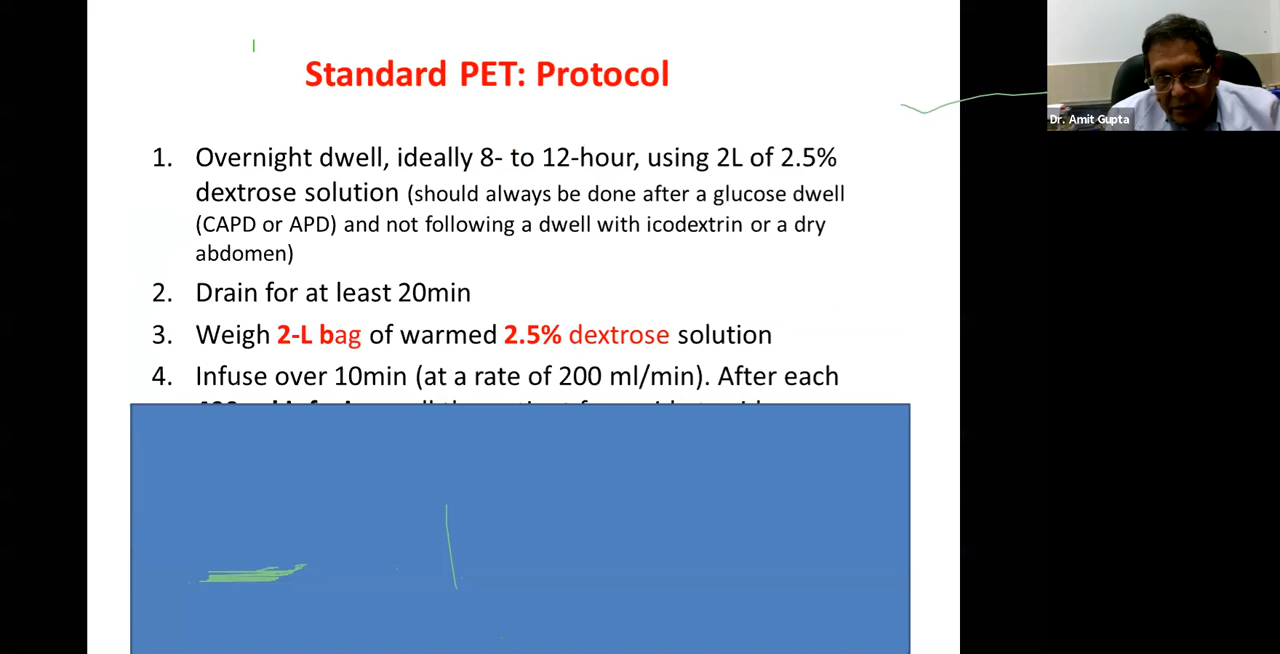 Standard PET: Protocol
Dr. Amit Gupta
1. Overnight dwell, ideally 8- to 12-hour, using 2L of 2.5%
dextrose solution (should always be done after a glucose dwell
(CAPD or APD) and not following a dwell with icodextrin or a dry
abdomen)
2. Drain for at least 20min
3. Weigh 2-L bag of warmed 2.5% dextrose solution
4. Infuse over 10min (at a rate of 200 ml/min). After each